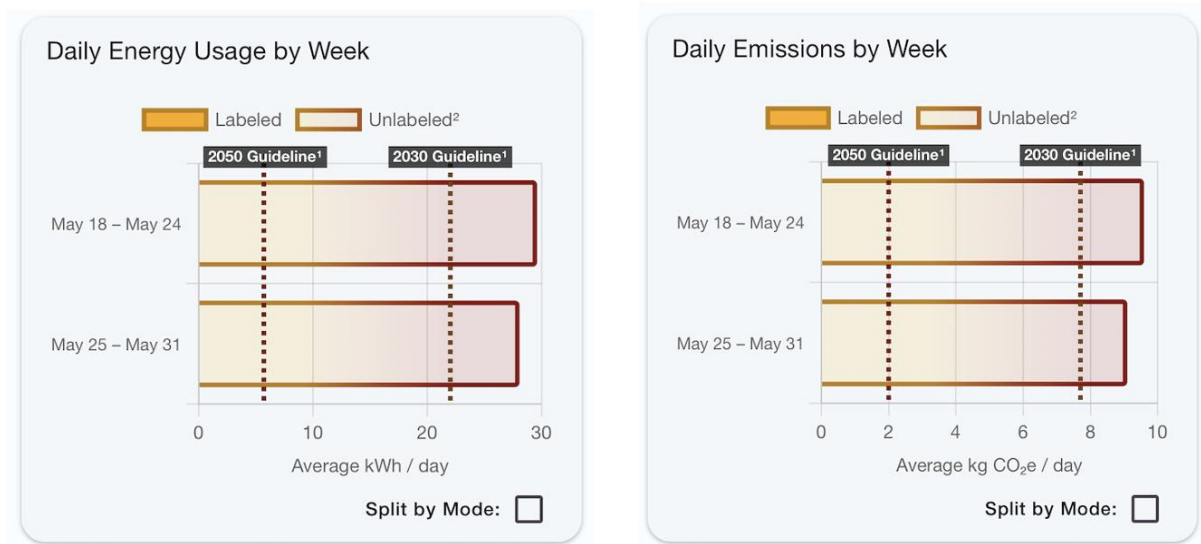 Daily Energy Usage by Week
Labeled Unlabeled²
2050 Guideline¹ 2030 Guideline¹
May 18 – May 24
May 25 – May 31
0 10 20 30
Average kWh / day
Split by Mode:
Daily Emissions by Week
Labeled Unlabeled²
2050 Guideline¹ 2030 Guideline¹
May 18 – May 24
May 25 – May 31
0 2 4 6 8 10
Average kg CO₂e / day
Split by Mode: